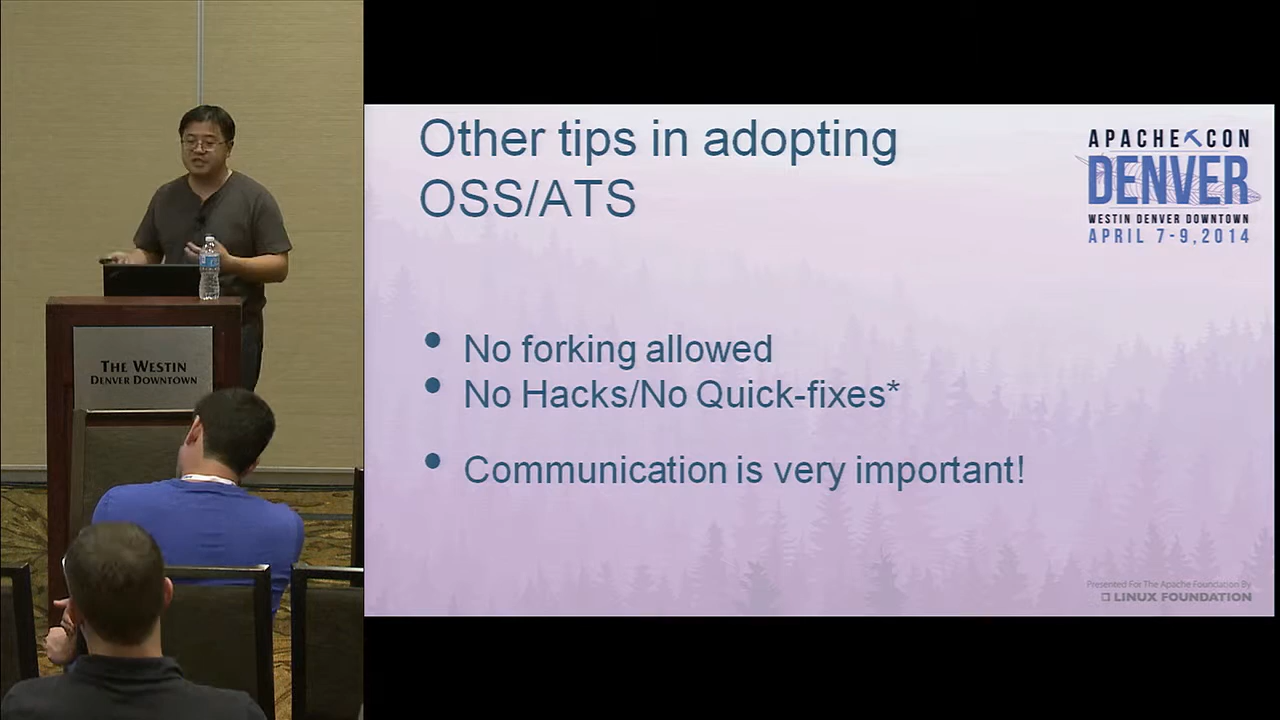 Other tips in adopting
OSS/ATS
APACHE CON
DENVER
WESTIN DENVER DOWNTOWN
APRIL 7-9, 2014
• No forking allowed
• No Hacks/No Quick-fixes*
• Communication is very important!
THE WESTIN
DENVER DOWNTOWN
Presented For The Apache Foundation By
LINUX FOUNDATION